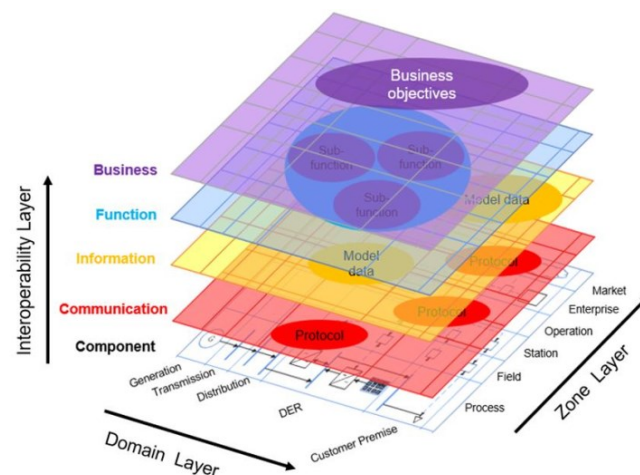 Business
objectives
Sub-
function
Sub-
function
Sub-
function
Business
Function
Information
Communication
Component
Interoperability Layer
Model data
Model
data
Protocol
Protocol
Protocol
Generation
Transmission
Distribution
DER
Customer Premise
Domain Layer
Market
Enterprise
Operation
Station
Field
Process
Zone Layer
G